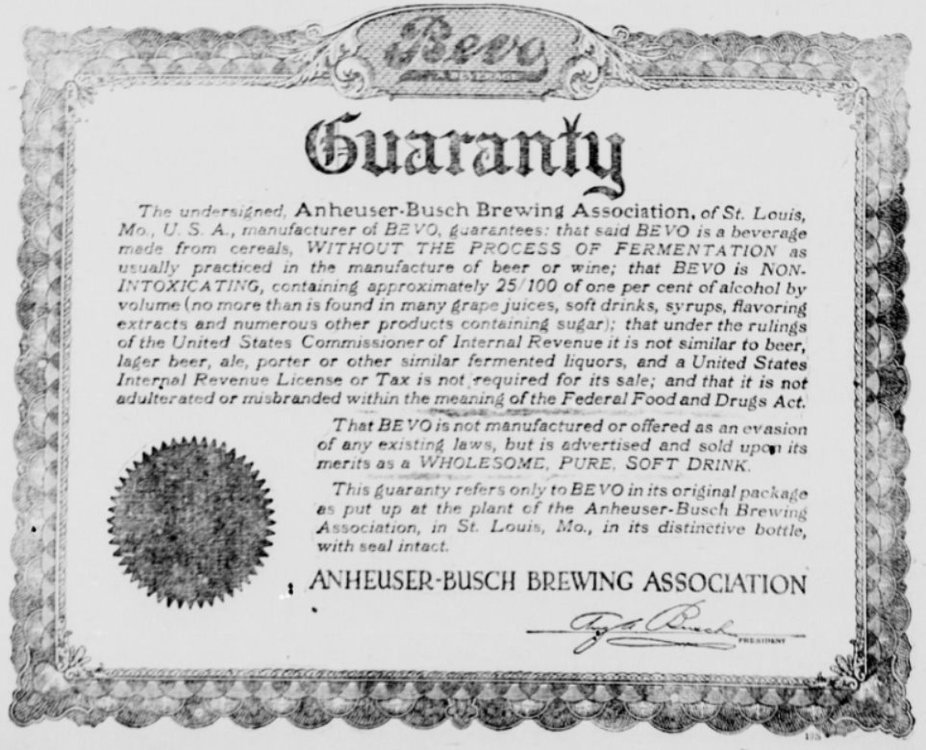 Bevo
A BEVERAGE
Guaranty
The undersigned, Anheuser-Busch Brewing Association, of St. Louis,
Mo., U. S. A., manufacturer of BEVO, guarantees: that said BEVO is a beverage
made from cereals, WITHOUT THE PROCESS OF FERMENTATION as
usually practiced in the manufacture of beer or wine; that BEVO is NON-
INTOXICATING, containing approximately 25/100 of one per cent of alcohol by
volume (no more than is found in many grape juices, soft drinks, syrups, flavoring
extracts and numerous other products containing sugar); that under the rulings
of the United States Commissioner of Internal Revenue it is not similar to beer,
lager beer, ale, porter or other similar fermented liquors, and a United States
Internal Revenue License or Tax is not required for its sale; and that it is not
adulterated or misbranded within the meaning of the Federal Food and Drugs Act.
That BEVO is not manufactured or offered as an evasion
of any existing laws, but is advertised and sold upon its
merits as a WHOLESOME, PURE, SOFT DRINK.
This guaranty refers only to BEVO in its original package
as put up at the plant of the Anheuser-Busch Brewing
Association, in St. Louis, Mo., in its distinctive bottle,
with seal intact.
ANHEUSER-BUSCH BREWING ASSOCIATION
Aug A. Busch
PRESIDENT